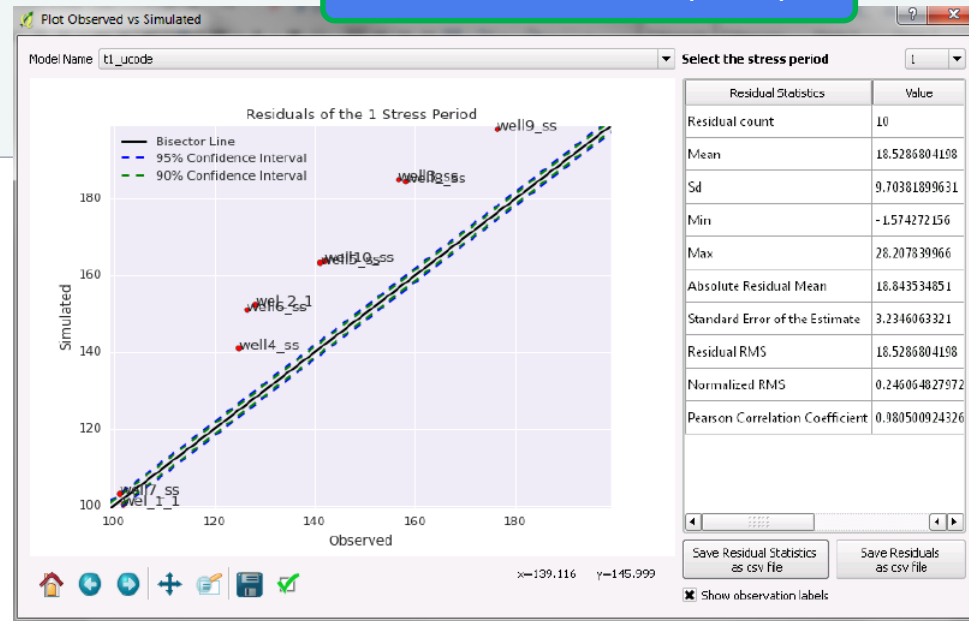 Plot Observed vs Simulated
Model Name t1_ucode
Select the stress period 1
Residuals of the 1 Stress Period
Bisector Line
95% Confidence Interval
90% Confidence Interval
well9_ss
well8_ss
well10_ss
well5_ss
wel_2_1
well6_ss
well4_ss
well7_ss
wel_1_1
180
160
140
120
100
Simulated
100 120 140 160 180
Observed
x=139.116 y=145.999
Residual Statistics Value
Residual count 10
Mean 18.5286804198
Sd 9.70381899631
Min -1.574272156
Max 28.207839966
Absolute Residual Mean 18.843534851
Standard Error of the Estimate 3.2346063321
Residual RMS 18.5286804198
Normalized RMS 0.246064827972
Pearson Correlation Coefficient 0.980500924326
Save Residual Statistics
as csv file
Save Residuals
as csv file
Show observation labels